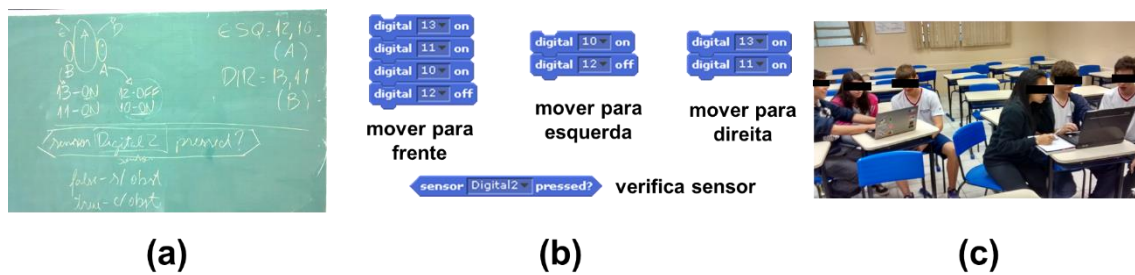 E D
B A
13-ON 12-OFF
11-ON 10-ON
ESQ=12,10
(A)
DIR=13,11
(B)
sensor Digital 2 pressed?
false-s/ obst
true-c/obst
digital 13 on
digital 11 on
digital 10 on
digital 12 off
mover para
frente
digital 10 on
digital 12 off
mover para
esquerda
digital 13 on
digital 11 on
mover para
direita
sensor Digital2 pressed? verifica sensor
(a) (b) (c)